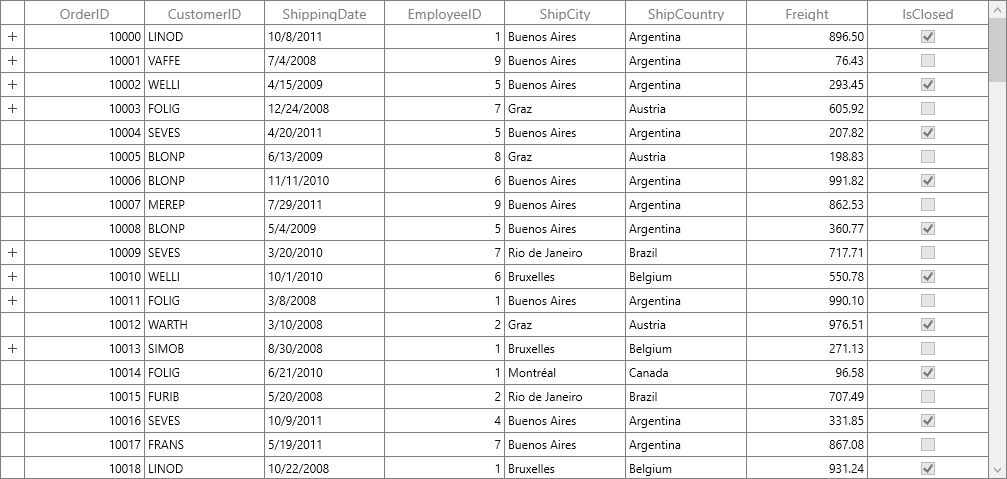 OrderID CustomerID ShippingDate EmployeeID ShipCity ShipCountry Freight IsClosed
10000 LINOD 10/8/2011 1 Buenos Aires Argentina 896.50
10001 VAFFE 7/4/2008 9 Buenos Aires Argentina 76.43
10002 WELLI 4/15/2009 5 Buenos Aires Argentina 293.45
10003 FOLIG 12/24/2008 7 Graz Austria 605.92
10004 SEVES 4/20/2011 5 Buenos Aires Argentina 207.82
10005 BLONP 6/13/2009 8 Graz Austria 198.83
10006 BLONP 11/11/2010 6 Buenos Aires Argentina 991.82
10007 MEREP 7/29/2011 9 Buenos Aires Argentina 862.53
10008 BLONP 5/4/2009 5 Buenos Aires Argentina 360.77
10009 SEVES 3/20/2010 7 Rio de Janeiro Brazil 717.71
10010 WELLI 10/1/2010 6 Bruxelles Belgium 550.78
10011 FOLIG 3/8/2008 1 Buenos Aires Argentina 990.10
10012 WARTH 3/10/2008 2 Graz Austria 976.51
10013 SIMOB 8/30/2008 1 Bruxelles Belgium 271.13
10014 FOLIG 6/21/2010 1 Montréal Canada 96.58
10015 FURIB 5/20/2008 2 Rio de Janeiro Brazil 707.49
10016 SEVES 10/9/2011 4 Buenos Aires Argentina 331.85
10017 FRANS 5/19/2011 7 Buenos Aires Argentina 867.08
10018 LINOD 10/22/2008 1 Bruxelles Belgium 931.24